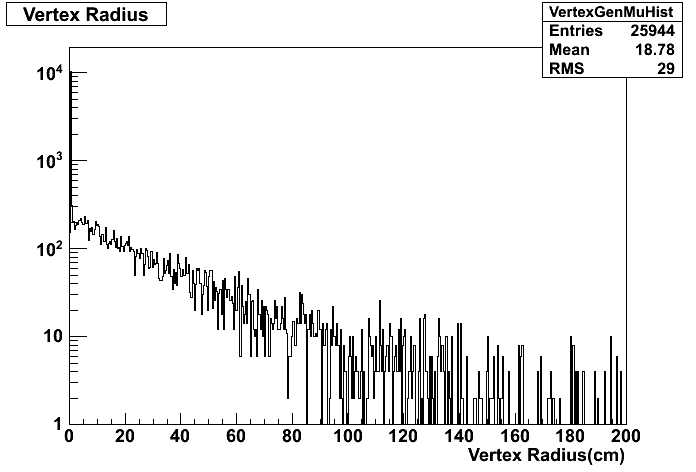 Vertex Radius
VertexGenMuHist
Entries 25944
Mean 18.78
RMS 29
10^4
10^3
10^2
10
1
0 20 40 60 80 100 120 140 160 180 200
Vertex Radius(cm)